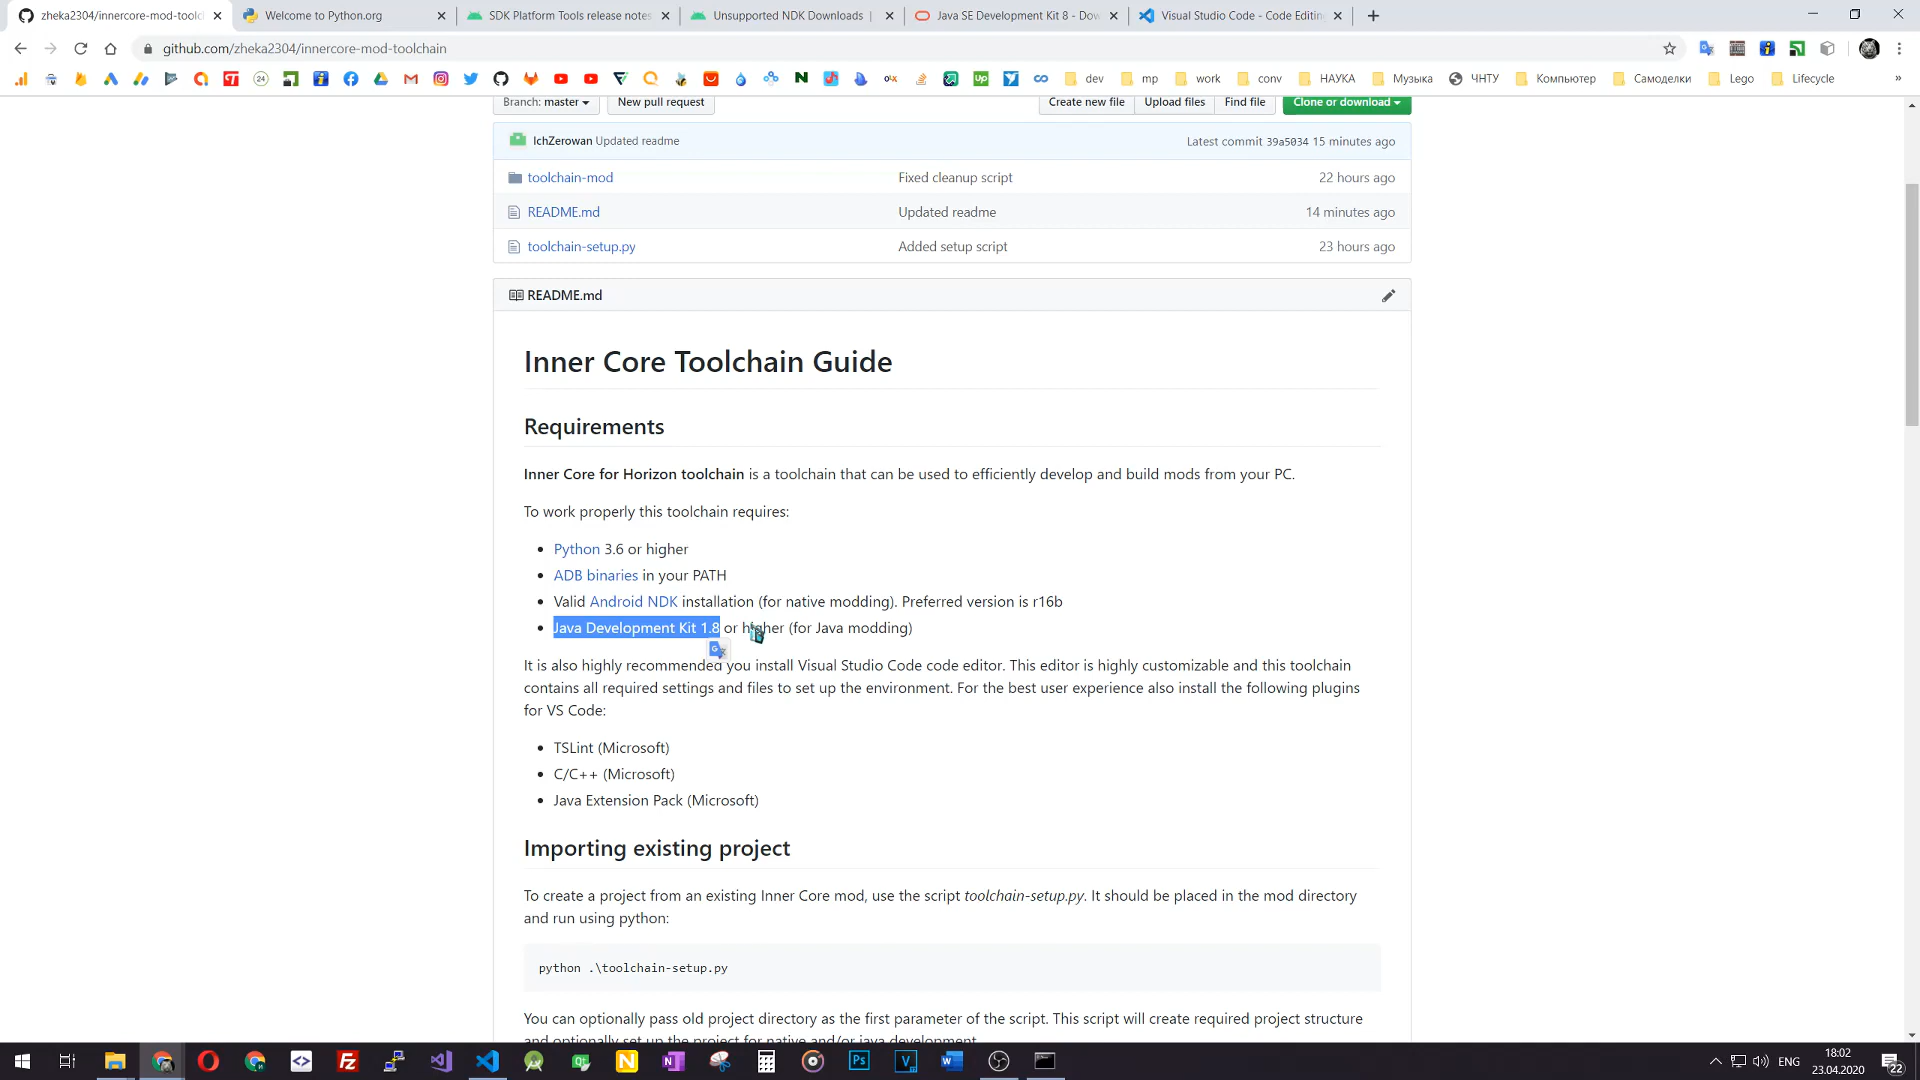 zheka2304/innercore-mod-toolch
Welcome to Python.org
SDK Platform Tools release notes
Unsupported NDK Downloads
Java SE Development Kit 8 - Dow
Visual Studio Code - Code Editin
github.com/zheka2304/innercore-mod-toolchain
dev
mp
work
conv
НАУКА
Музыка
ЧНТУ
Компьютер
Самоделки
Lego
Lifecycle
»
Branch: master
New pull request
Create new file
Upload files
Find file
Clone or download
IchZerowan Updated readme
Latest commit 39a5034 15 minutes ago
toolchain-mod
Fixed cleanup script
22 hours ago
README.md
Updated readme
14 minutes ago
toolchain-setup.py
Added setup script
23 hours ago
README.md
Inner Core Toolchain Guide
Requirements
Inner Core for Horizon toolchain is a toolchain that can be used to efficiently develop and build mods from your PC.
To work properly this toolchain requires:
• Python 3.6 or higher
• ADB binaries in your PATH
• Valid Android NDK installation (for native modding). Preferred version is r16b
• Java Development Kit 1.8 or higher (for Java modding)
It is also highly recommended you install Visual Studio Code code editor. This editor is highly customizable and this toolchain
contains all required settings and files to set up the environment. For the best user experience also install the following plugins
for VS Code:
• TSLint (Microsoft)
• C/C++ (Microsoft)
• Java Extension Pack (Microsoft)
Importing existing project
To create a project from an existing Inner Core mod, use the script toolchain-setup.py. It should be placed in the mod directory
and run using python:
python .\toolchain-setup.py
You can optionally pass old project directory as the first parameter of the script. This script will create required project structure
and optionally set up the project for native and/or java development.
ENG
18:02
23.04.2020
22